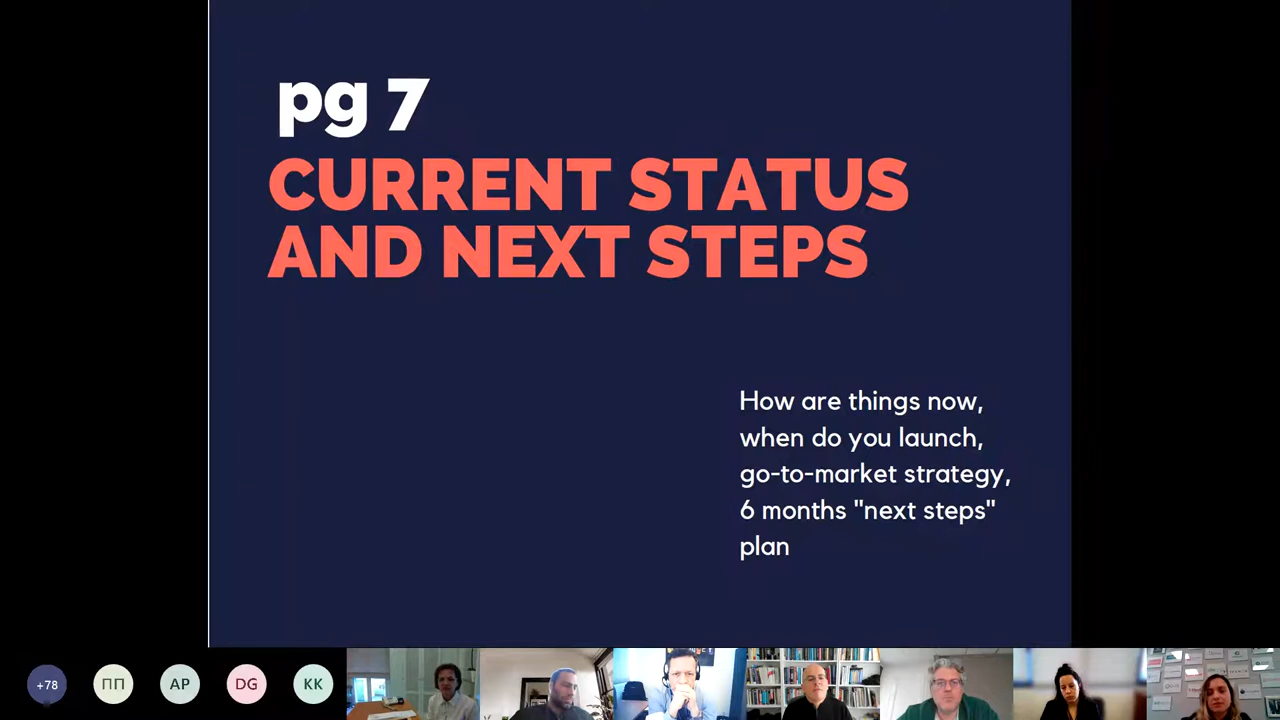 pg 7
CURRENT STATUS
AND NEXT STEPS
How are things now,
when do you launch,
go-to-market strategy,
6 months "next steps"
plan
+78
ΠΠ
AP
DG
KK